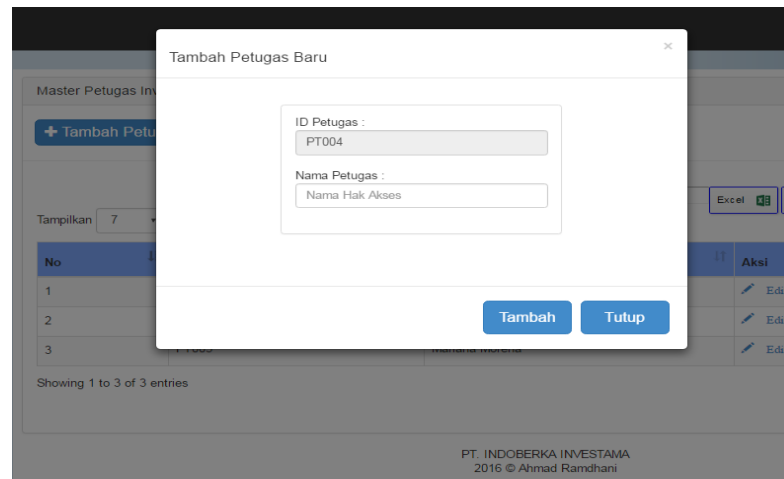 Tambah Petugas Baru
×
Master Petugas Inv
ID Petugas :
PT004
+ Tambah Petu
Nama Petugas :
Nama Hak Akses
Excel
Tampilkan 7
No
Aksi
1
Edi
2
Edi
Tambah
Tutup
3
Edi
Showing 1 to 3 of 3 entries
PT. INDOBERKA INVESTAMA
2016 © Ahmad Ramdhani